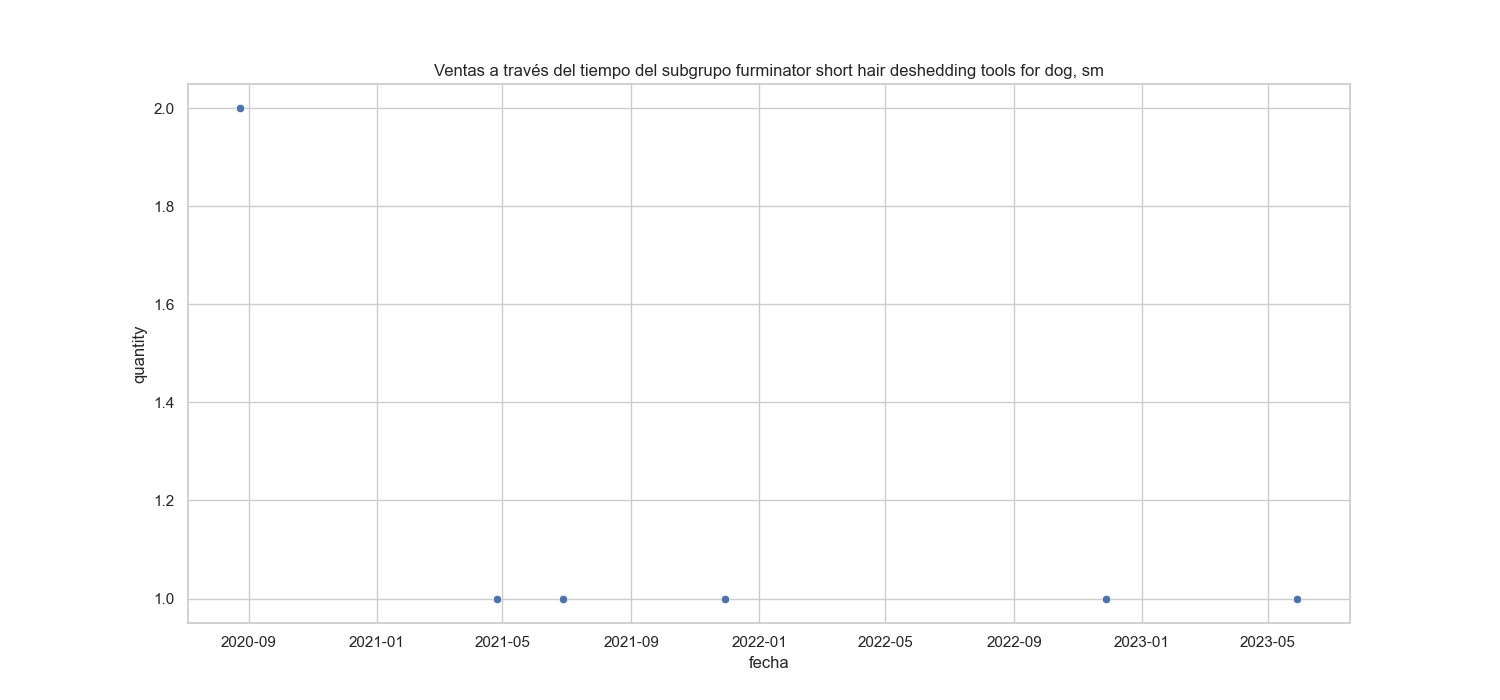 Ventas a través del tiempo del subgrupo furminator short hair deshedding tools for dog, sm
2.0
1.8
1.6
1.4
1.2
1.0
quantity
2020-09 2021-01 2021-05 2021-09 2022-01 2022-05 2022-09 2023-01 2023-05
fecha